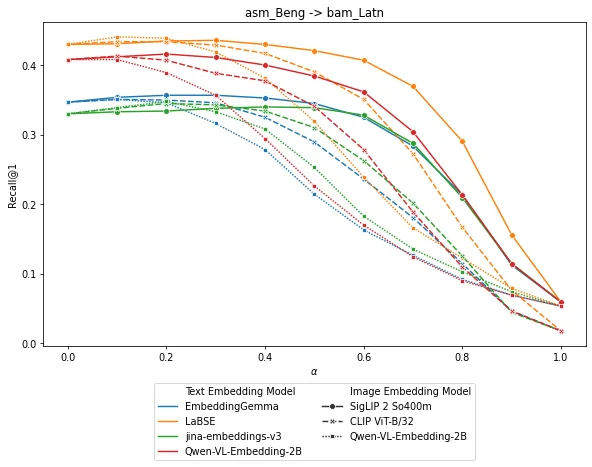 asm_Beng -> bam_Latn
Recall@1
0.4
0.3
0.2
0.1
0.0
0.0 0.2 0.4 0.6 0.8 1.0
α
Text Embedding Model Image Embedding Model
EmbeddingGemma SigLIP 2 So400m
LaBSE CLIP ViT-B/32
jina-embeddings-v3 Qwen-VL-Embedding-2B
Qwen-VL-Embedding-2B